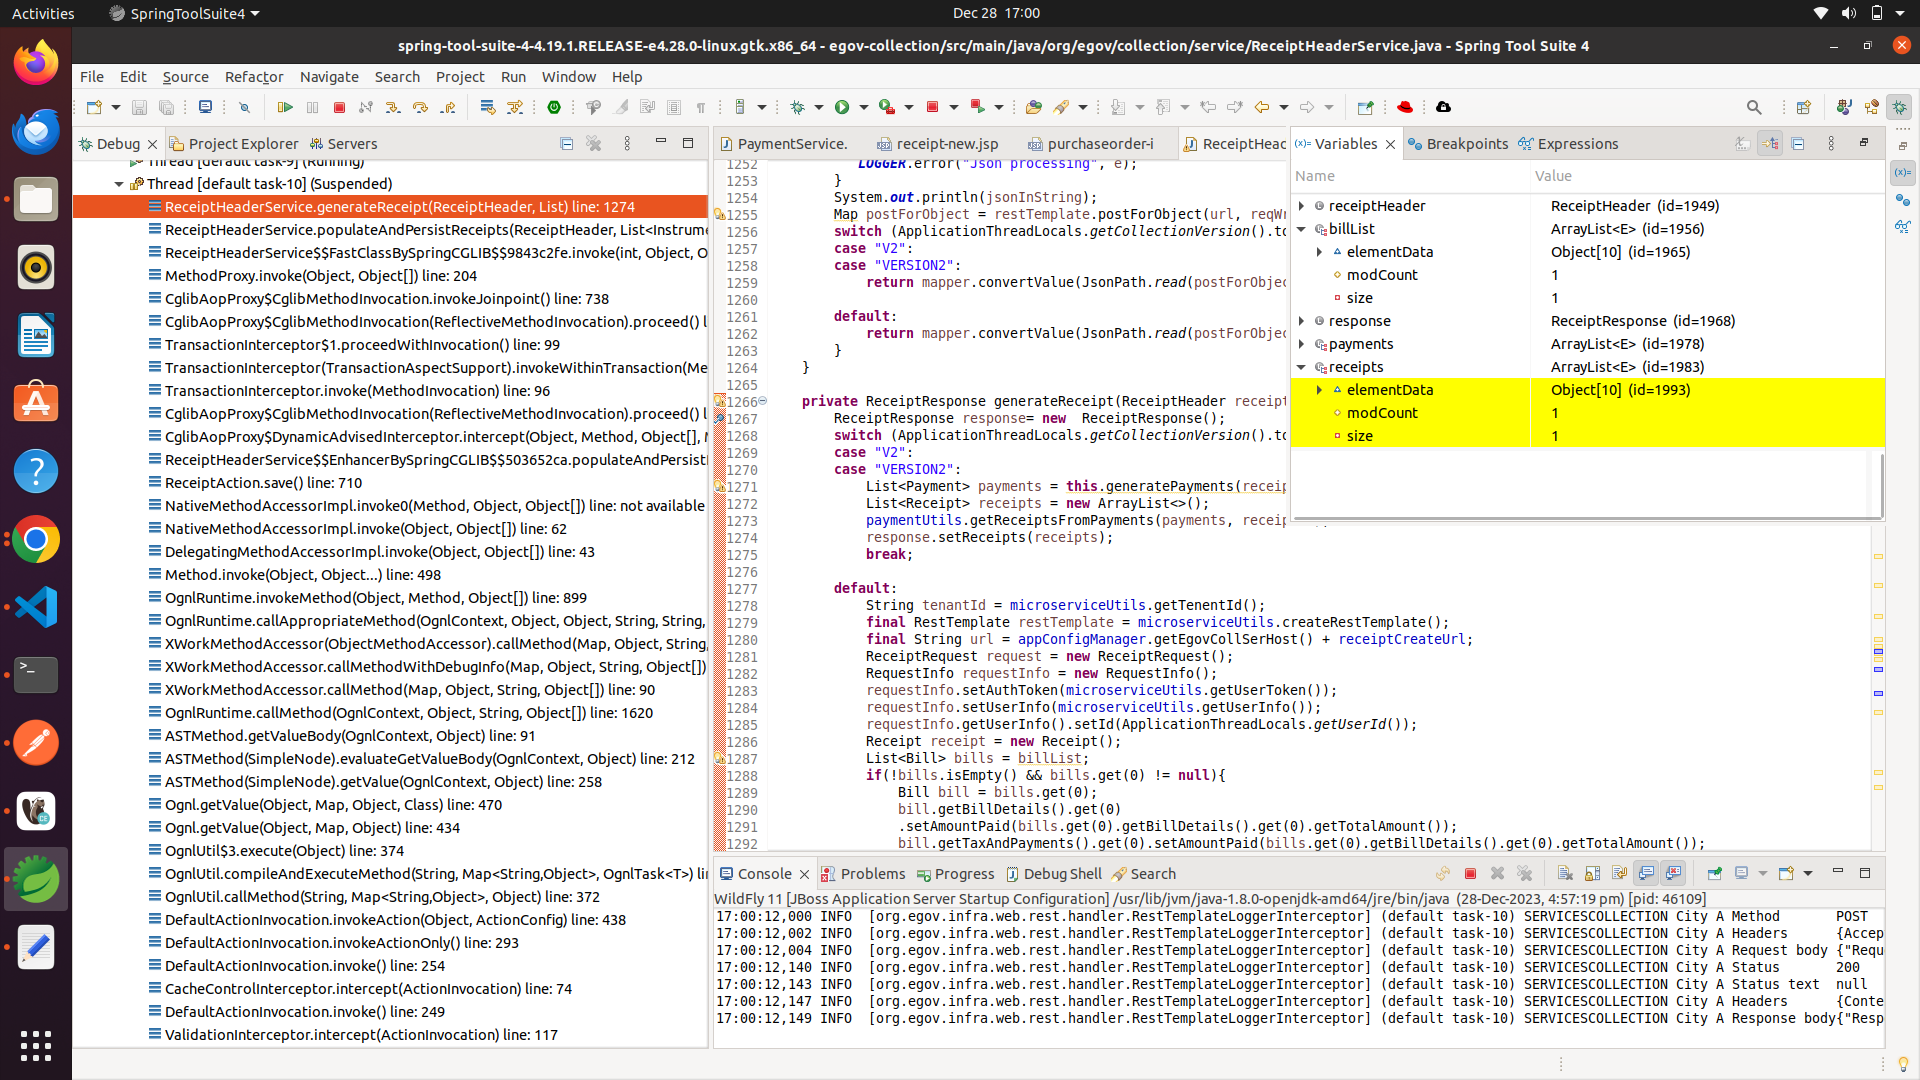 Activities
SpringToolSuite4
Dec 28 17:00
spring-tool-suite-4-4.19.1.RELEASE-e4.28.0-linux.gtk.x86_64 - egov-collection/src/main/java/org/egov/collection/service/ReceiptHeaderService.java - Spring Tool Suite 4
File Edit Source Refactor Navigate Search Project Run Window Help
Debug
Project Explorer
Servers
Thread [default task-9] (Running)
Thread [default task-10] (Suspended)
ReceiptHeaderService.generateReceipt(ReceiptHeader, List) line: 1274
ReceiptHeaderService.populateAndPersistReceipts(ReceiptHeader, List<Instrume
ReceiptHeaderService$$FastClassBySpringCGLIB$$9843c2fe.invoke(int, Object, O
MethodProxy.invoke(Object, Object[]) line: 204
CglibAopProxy$CglibMethodInvocation.invokeJoinpoint() line: 738
CglibAopProxy$CglibMethodInvocation(ReflectiveMethodInvocation).proceed() l
TransactionInterceptor$1.proceedWithInvocation() line: 99
TransactionInterceptor(TransactionAspectSupport).invokeWithinTransaction(Me
TransactionInterceptor.invoke(MethodInvocation) line: 96
CglibAopProxy$CglibMethodInvocation(ReflectiveMethodInvocation).proceed() l
CglibAopProxy$DynamicAdvisedInterceptor.intercept(Object, Method, Object[], M
ReceiptHeaderService$$EnhancerBySpringCGLIB$$503652ca.populateAndPersist
ReceiptAction.save() line: 710
NativeMethodAccessorImpl.invoke0(Method, Object, Object[]) line: not available
NativeMethodAccessorImpl.invoke(Object, Object[]) line: 62
DelegatingMethodAccessorImpl.invoke(Object, Object[]) line: 43
Method.invoke(Object, Object...) line: 498
OgnlRuntime.invokeMethod(Object, Method, Object[]) line: 899
OgnlRuntime.callAppropriateMethod(OgnlContext, Object, Object, String, String,
XWorkMethodAccessor(ObjectMethodAccessor).callMethod(Map, Object, String,
XWorkMethodAccessor.callMethodWithDebugInfo(Map, Object, String, Object[])
XWorkMethodAccessor.callMethod(Map, Object, String, Object[]) line: 90
OgnlRuntime.callMethod(OgnlContext, Object, String, Object[]) line: 1620
ASTMethod.getValueBody(OgnlContext, Object) line: 91
ASTMethod(SimpleNode).evaluateGetValueBody(OgnlContext, Object) line: 212
ASTMethod(SimpleNode).getValue(OgnlContext, Object) line: 258
Ognl.getValue(Object, Map, Object, Class) line: 470
Ognl.getValue(Object, Map, Object) line: 434
OgnlUtil$3.execute(Object) line: 374
OgnlUtil.compileAndExecuteMethod(String, Map<String,Object>, OgnlTask<T>) li
OgnlUtil.callMethod(String, Map<String,Object>, Object) line: 372
DefaultActionInvocation.invokeAction(Object, ActionConfig) line: 438
DefaultActionInvocation.invokeActionOnly() line: 293
DefaultActionInvocation.invoke() line: 254
CacheControlInterceptor.intercept(ActionInvocation) line: 74
DefaultActionInvocation.invoke() line: 249
ValidationInterceptor.intercept(ActionInvocation) line: 117
PaymentService.
receipt-new.jsp
purchaseorder-i
ReceiptHeac
1252 LOGGER.error("Json processing", e);
1253 }
1254 System.out.println(jsonInString);
1255 Map postForObject = restTemplate.postForObject(url, reqWr
1256 switch (ApplicationThreadLocals.getCollectionVersion().to
1257 case "V2":
1258 case "VERSION2":
1259 return mapper.convertValue(JsonPath.read(postForObjec
1260
1261 default:
1262 return mapper.convertValue(JsonPath.read(postForObjec
1263 }
1264 }
1265
1266 private ReceiptResponse generateReceipt(ReceiptHeader receipt
1267 ReceiptResponse response= new ReceiptResponse();
1268 switch (ApplicationThreadLocals.getCollectionVersion().to
1269 case "V2":
1270 case "VERSION2":
1271 List<Payment> payments = this.generatePayments(receip
1272 List<Receipt> receipts = new ArrayList<>();
1273 paymentUtils.getReceiptsFromPayments(payments, receip
1274 response.setReceipts(receipts);
1275 break;
1276
1277 default:
1278 String tenantId = microserviceUtils.getTenentId();
1279 final RestTemplate restTemplate = microserviceUtils.createRestTemplate();
1280 final String url = appConfigManager.getEgovCollSerHost() + receiptCreateUrl;
1281 ReceiptRequest request = new ReceiptRequest();
1282 RequestInfo requestInfo = new RequestInfo();
1283 requestInfo.setAuthToken(microserviceUtils.getUserToken());
1284 requestInfo.setUserInfo(microserviceUtils.getUserInfo());
1285 requestInfo.getUserInfo().setId(ApplicationThreadLocals.getUserId());
1286 Receipt receipt = new Receipt();
1287 List<Bill> bills = billList;
1288 if(!bills.isEmpty() && bills.get(0) != null){
1289 Bill bill = bills.get(0);
1290 bill.getBillDetails().get(0)
1291 .setAmountPaid(bills.get(0).getBillDetails().get(0).getTotalAmount());
1292 bill.getTaxAndPayments().get(0).setAmountPaid(bills.get(0).getBillDetails().get(0).getTotalAmount());
Variables
Breakpoints
Expressions
Name Value
receiptHeader ReceiptHeader (id=1949)
billList ArrayList<E> (id=1956)
elementData Object[10] (id=1965)
modCount 1
size 1
response ReceiptResponse (id=1968)
payments ArrayList<E> (id=1978)
receipts ArrayList<E> (id=1983)
elementData Object[10] (id=1993)
modCount 1
size 1
Console
Problems
Progress
Debug Shell
Search
WildFly 11 [JBoss Application Server Startup Configuration] /usr/lib/jvm/java-1.8.0-openjdk-amd64/jre/bin/java (28-Dec-2023, 4:57:19 pm) [pid: 46109]
17:00:12,000 INFO [org.egov.infra.web.rest.handler.RestTemplateLoggerInterceptor] (default task-10) SERVICESCOLLECTION City A Method POST
17:00:12,002 INFO [org.egov.infra.web.rest.handler.RestTemplateLoggerInterceptor] (default task-10) SERVICESCOLLECTION City A Headers {Accep
17:00:12,004 INFO [org.egov.infra.web.rest.handler.RestTemplateLoggerInterceptor] (default task-10) SERVICESCOLLECTION City A Request body {"Requ
17:00:12,140 INFO [org.egov.infra.web.rest.handler.RestTemplateLoggerInterceptor] (default task-10) SERVICESCOLLECTION City A Status 200
17:00:12,143 INFO [org.egov.infra.web.rest.handler.RestTemplateLoggerInterceptor] (default task-10) SERVICESCOLLECTION City A Status text null
17:00:12,147 INFO [org.egov.infra.web.rest.handler.RestTemplateLoggerInterceptor] (default task-10) SERVICESCOLLECTION City A Headers {Conte
17:00:12,149 INFO [org.egov.infra.web.rest.handler.RestTemplateLoggerInterceptor] (default task-10) SERVICESCOLLECTION City A Response body{"Resp